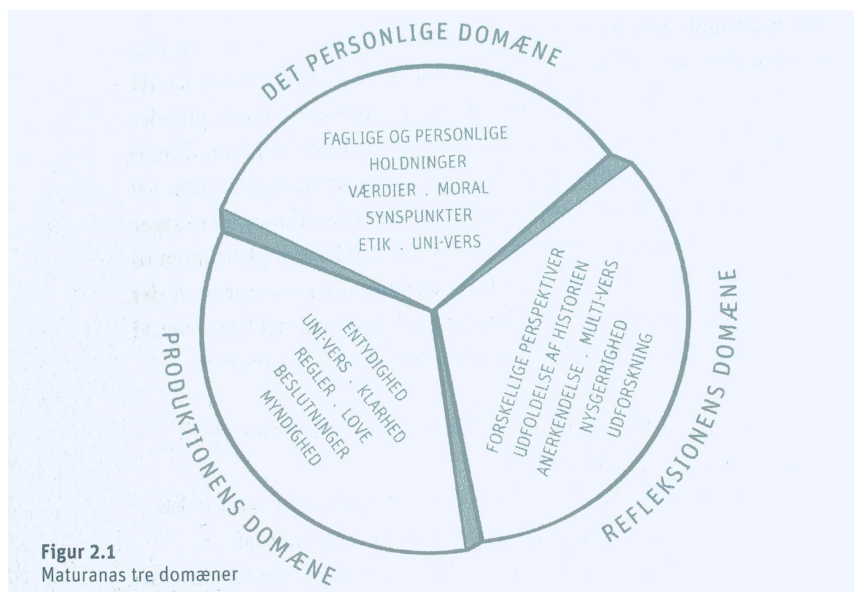 DET PERSONLIGE DOMÆNE
FAGLIGE OG PERSONLIGE
HOLDNINGER
VÆRDIER . MORAL
SYNSPUNKTER
ETIK . UNI-VERS
FORSKELLIGE PERSPEKTIVER
UDFOLDELSE AF HISTORIEN
ANERKENDELSE . MULTI-VERS
NYSGERRIGHED
UDFORSKNING
REFLEKSIONENS DOMÆNE
ENTYDIGHED
UNI-VERS . KLARHED
REGLER . LOVE
BESLUTNINGER
MYNDIGHED
PRODUKTIONENS DOMÆNE
Figur 2.1
Maturanas tre domæner